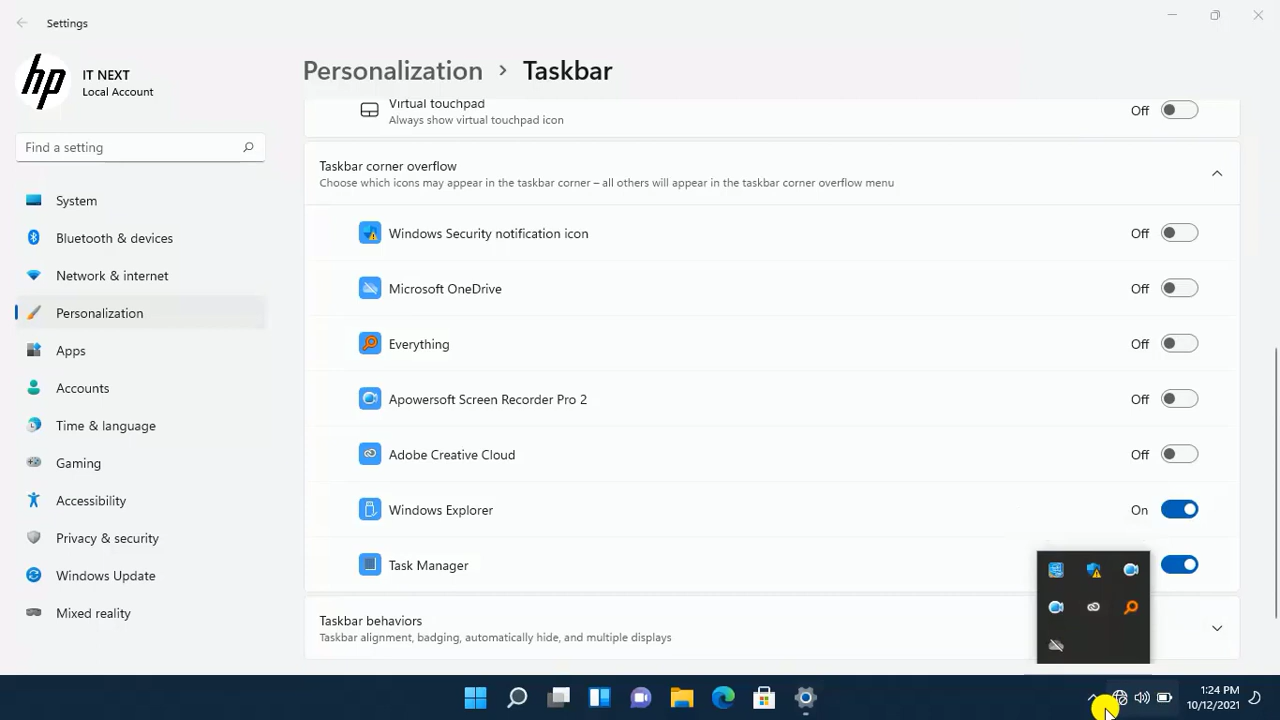 Settings
hp
IT NEXT
Local Account
Find a setting
System
Bluetooth & devices
Network & internet
Personalization
Apps
Accounts
Time & language
Gaming
Accessibility
Privacy & security
Windows Update
Mixed reality
Personalization > Taskbar
Virtual touchpad
Always show virtual touchpad icon
Off
Taskbar corner overflow
Choose which icons may appear in the taskbar corner – all others will appear in the taskbar corner overflow menu
Windows Security notification icon
Off
Microsoft OneDrive
Off
Everything
Off
Apowersoft Screen Recorder Pro 2
Off
Adobe Creative Cloud
Off
Windows Explorer
On
Task Manager
Taskbar behaviors
Taskbar alignment, badging, automatically hide, and multiple displays
1:24 PM
10/12/2021